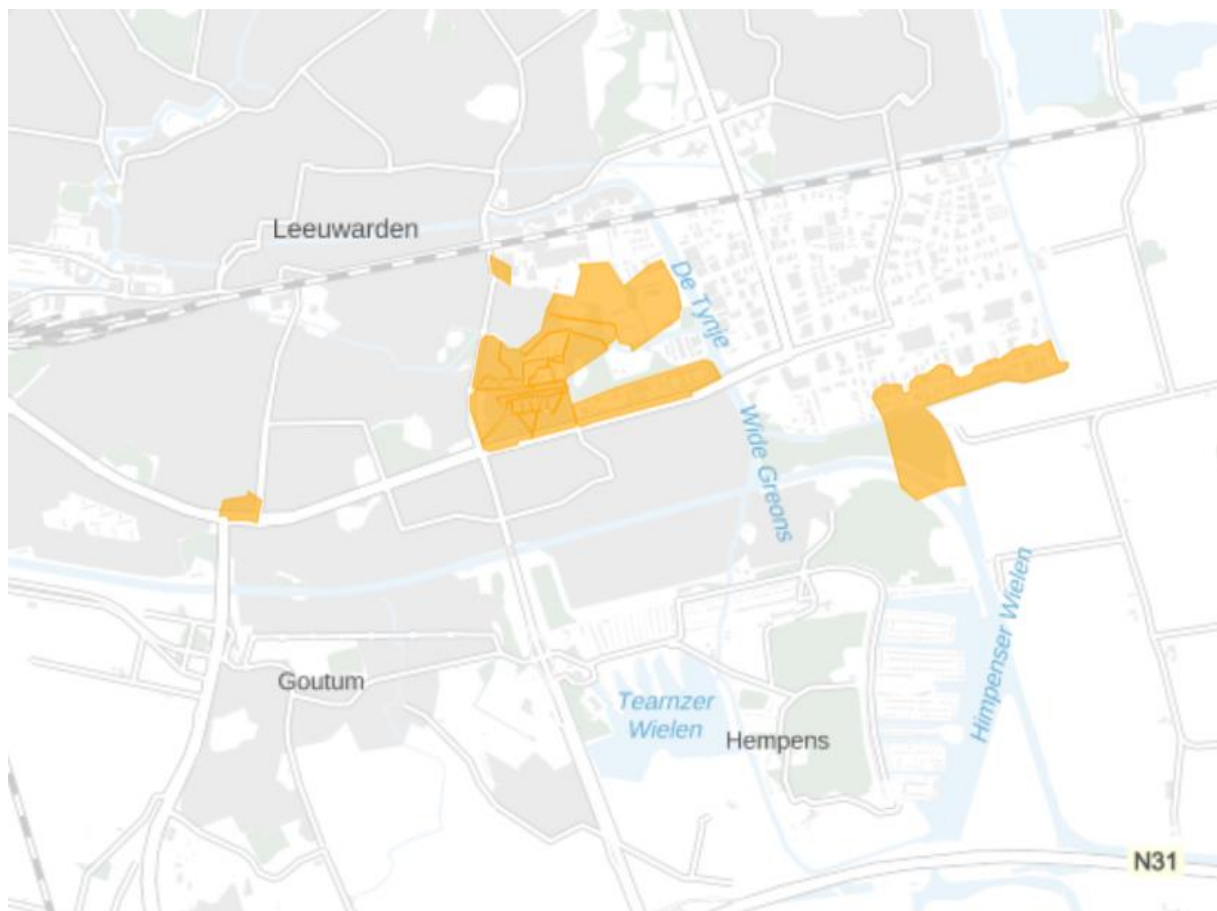 Leeuwarden
De Tynje
Wide Greons
Himpenser Wielen
Goutum
Tearnzer
Wielen
Hempens
N31